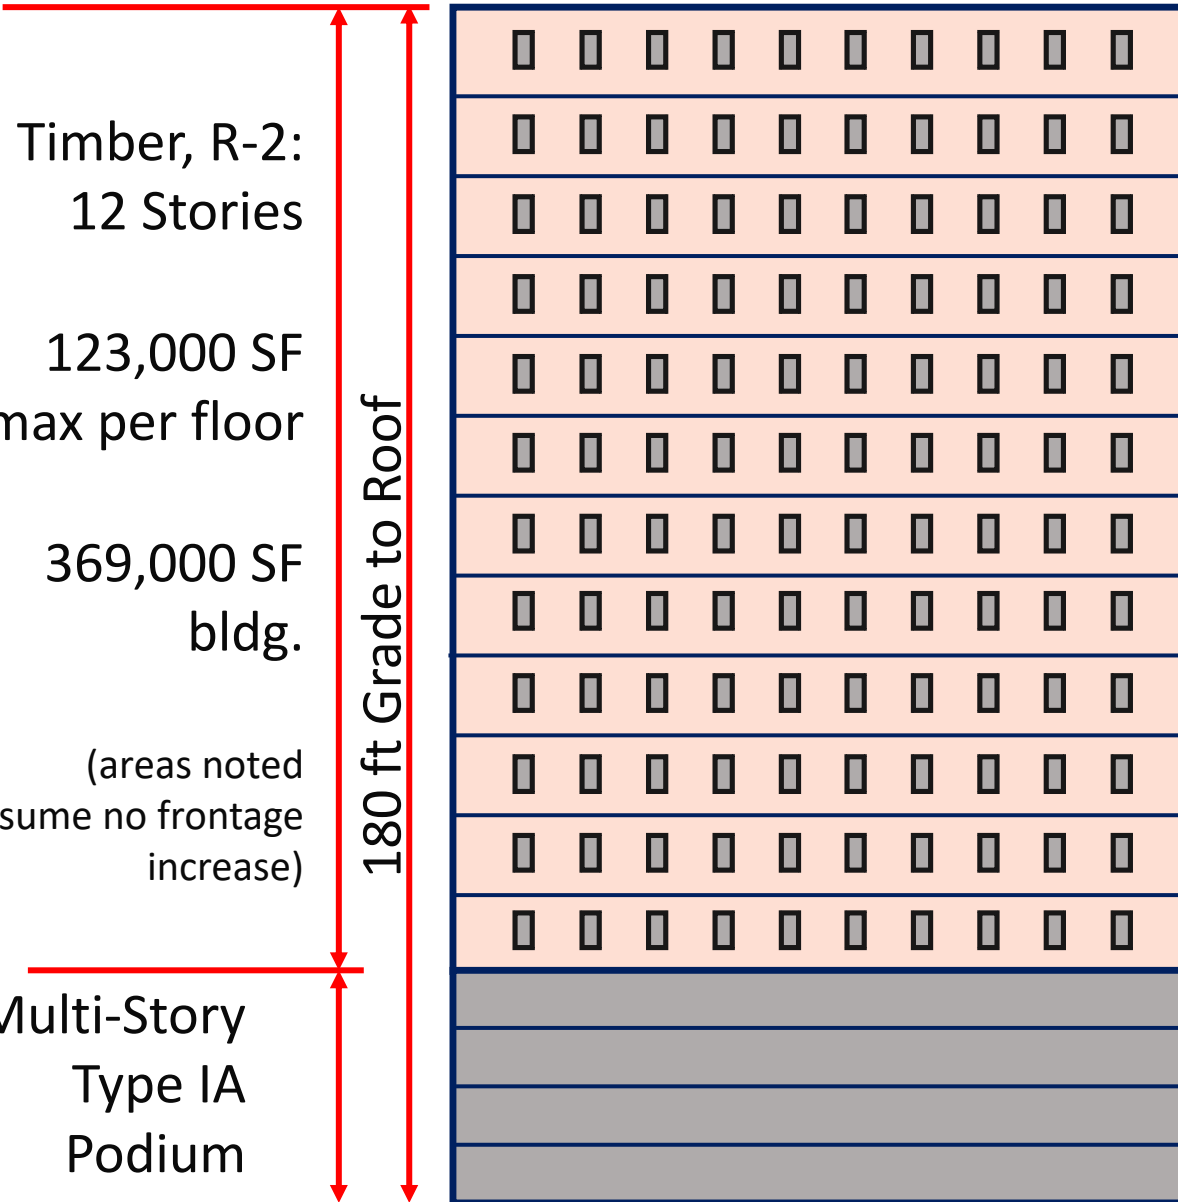 Timber, R-2:
12 Stories
123,000 SF
max per floor
369,000 SF
bldg.
(areas noted
sume no frontage
increase)
180 ft Grade to Roof
Multi-Story
Type IA
Podium